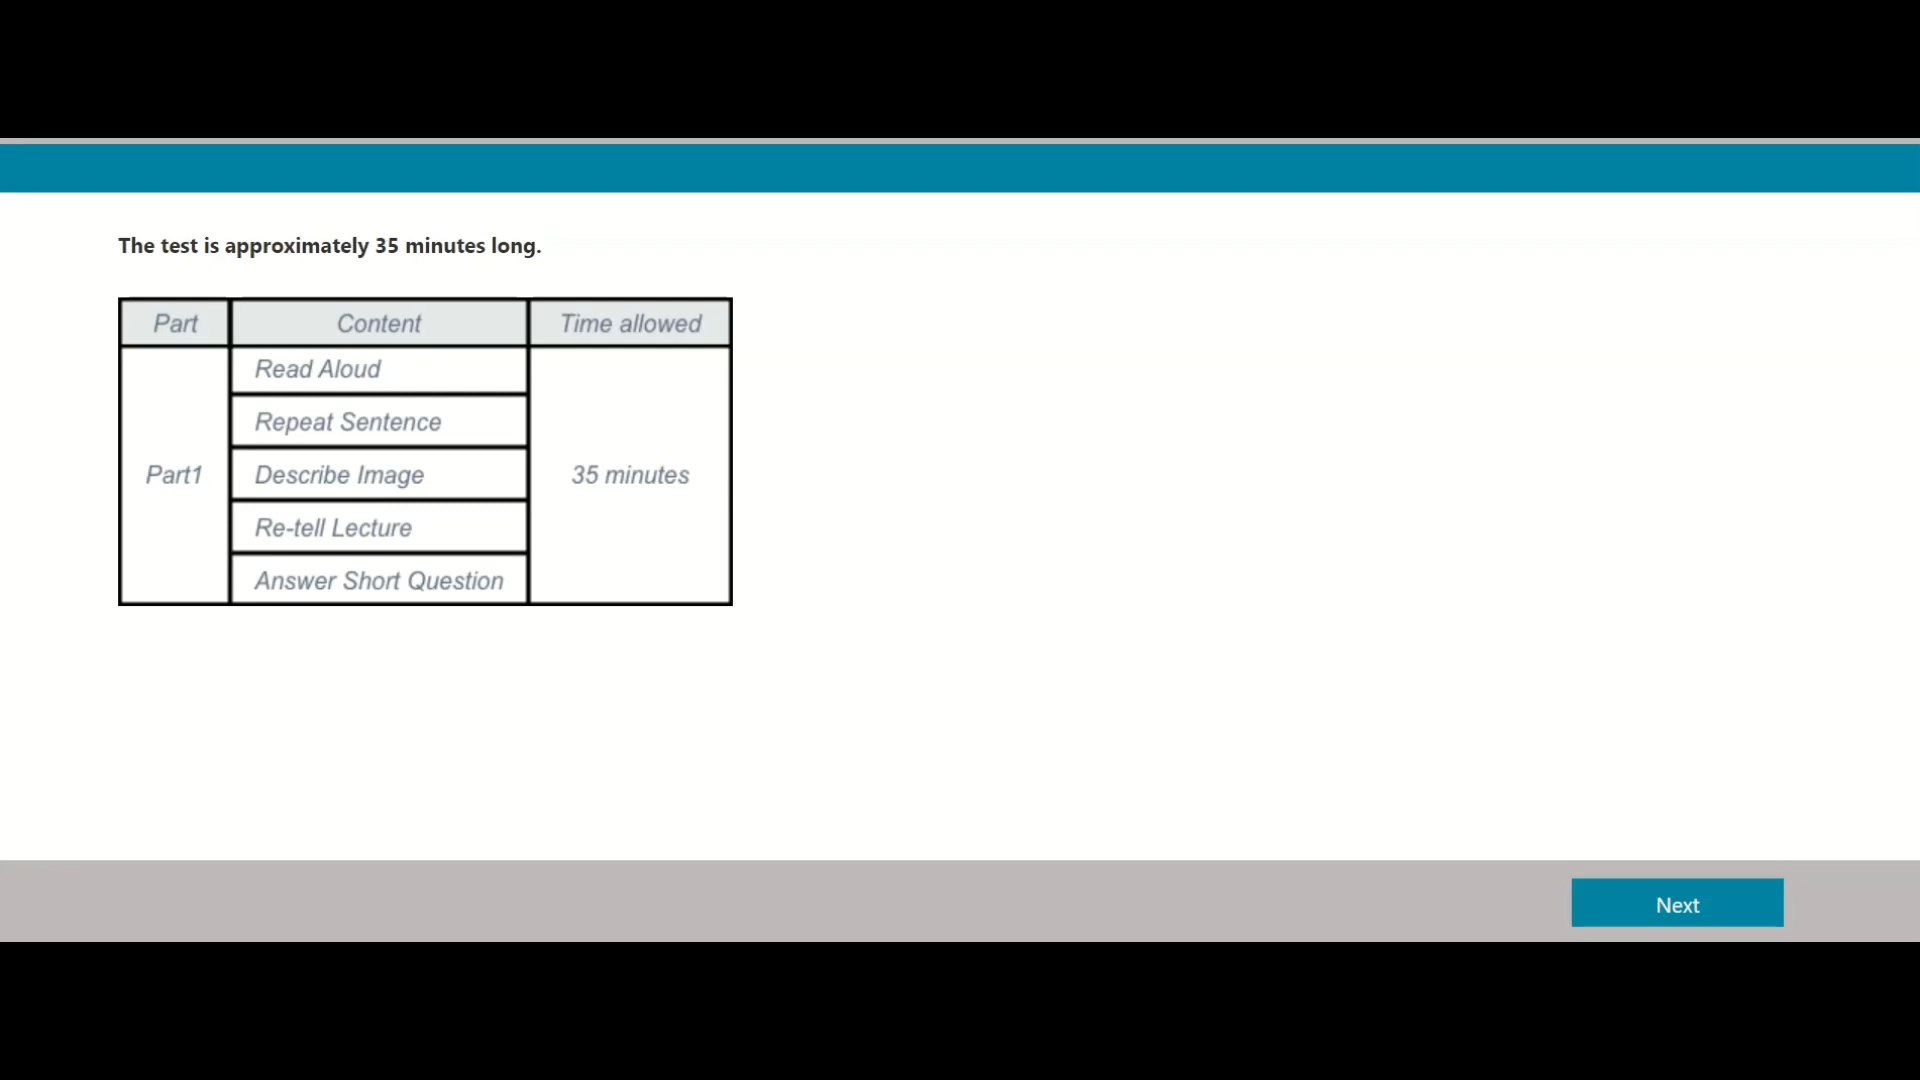 The test is approximately 35 minutes long.
Part Content Time allowed
Read Aloud
Repeat Sentence
Part1 Describe Image 35 minutes
Re-tell Lecture
Answer Short Question
Next